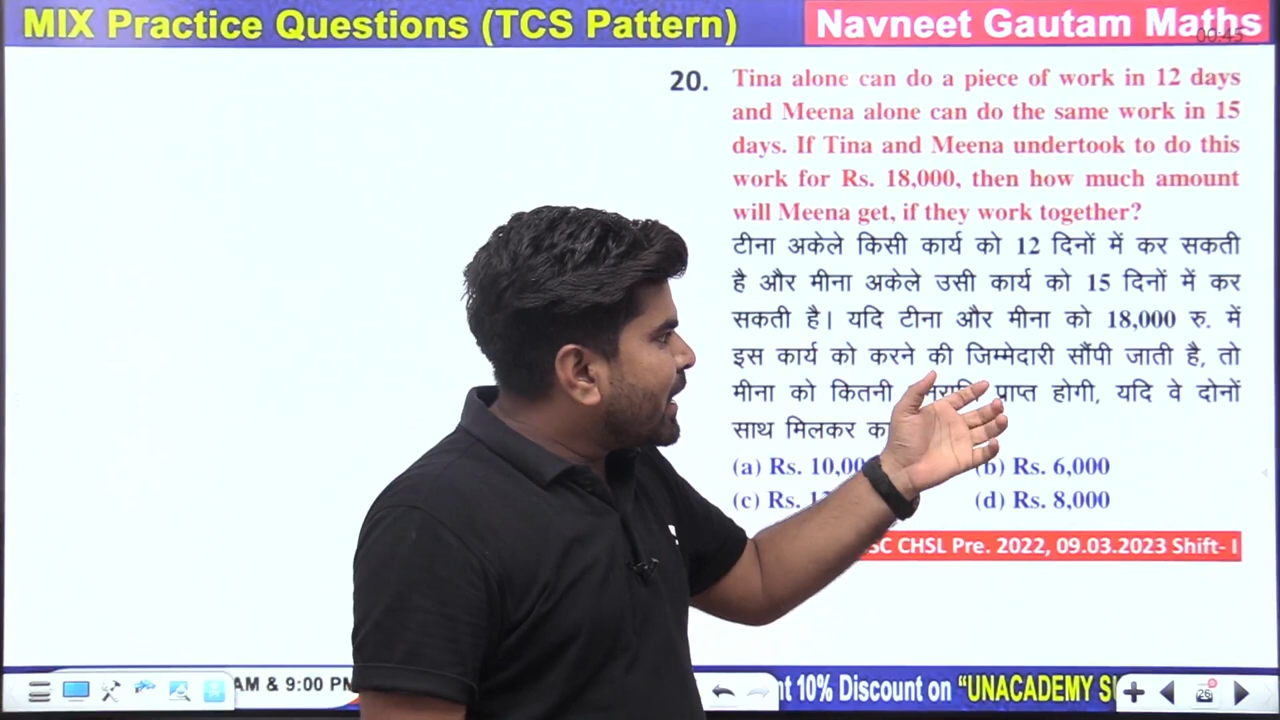 MIX Practice Questions (TCS Pattern)
Navneet Gautam Maths
00:45
20. Tina alone can do a piece of work in 12 days
and Meena alone can do the same work in 15
days. If Tina and Meena undertook to do this
work for Rs. 18,000, then how much amount
will Meena get, if they work together?
टीना अकेले किसी कार्य को 12 दिनों में कर सकती
है और मीना अकेले उसी कार्य को 15 दिनों में कर
सकती है। यदि टीना और मीना को 18,000 रु. में
इस कार्य को करने की जिम्मेदारी सौंपी जाती है, तो
मीना को कितनी प्राप्त होगी, यदि वे दोनों
साथ मिलकर
(a) Rs. 10,00 (b) Rs. 6,000
(c) Rs. (d) Rs. 8,000
SC CHSL Pre. 2022, 09.03.2023 Shift- I
AM & 9:00 PM
nt 10% Discount on “UNACADEMY SU
26